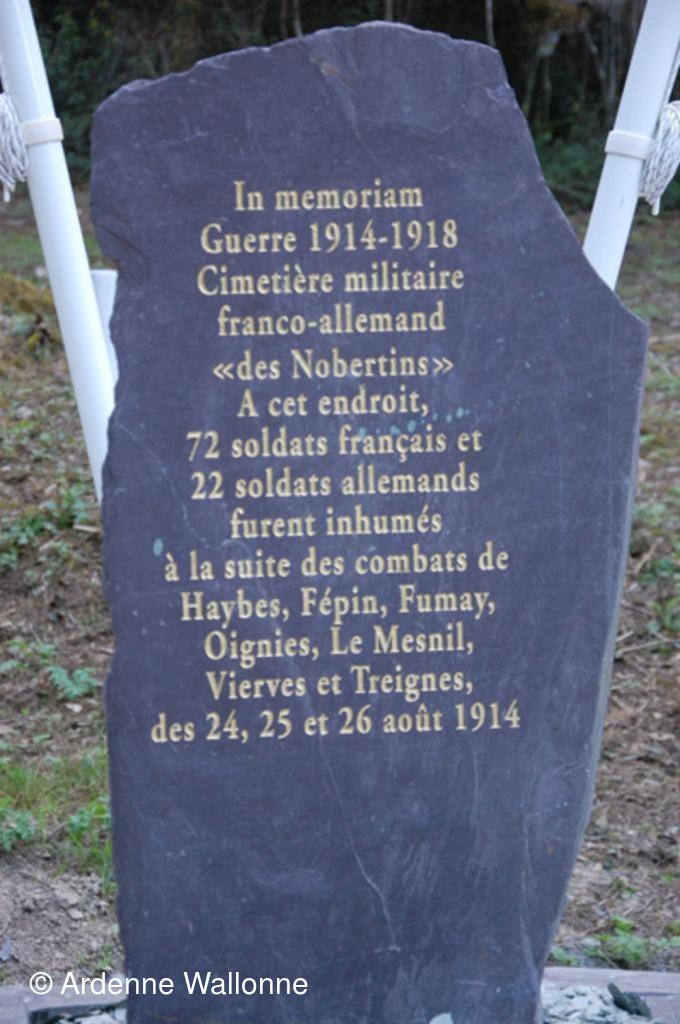 In memoriam
Guerre 1914-1918
Cimetière militaire
franco-allemand
«des Nobertins»
A cet endroit,
72 soldats français et
22 soldats allemands
furent inhumés
à la suite des combats de
Haybes, Fépin, Fumay,
Oignies, Le Mesnil,
Vierves et Treignes,
des 24, 25 et 26 août 1914
© Ardenne Wallonne